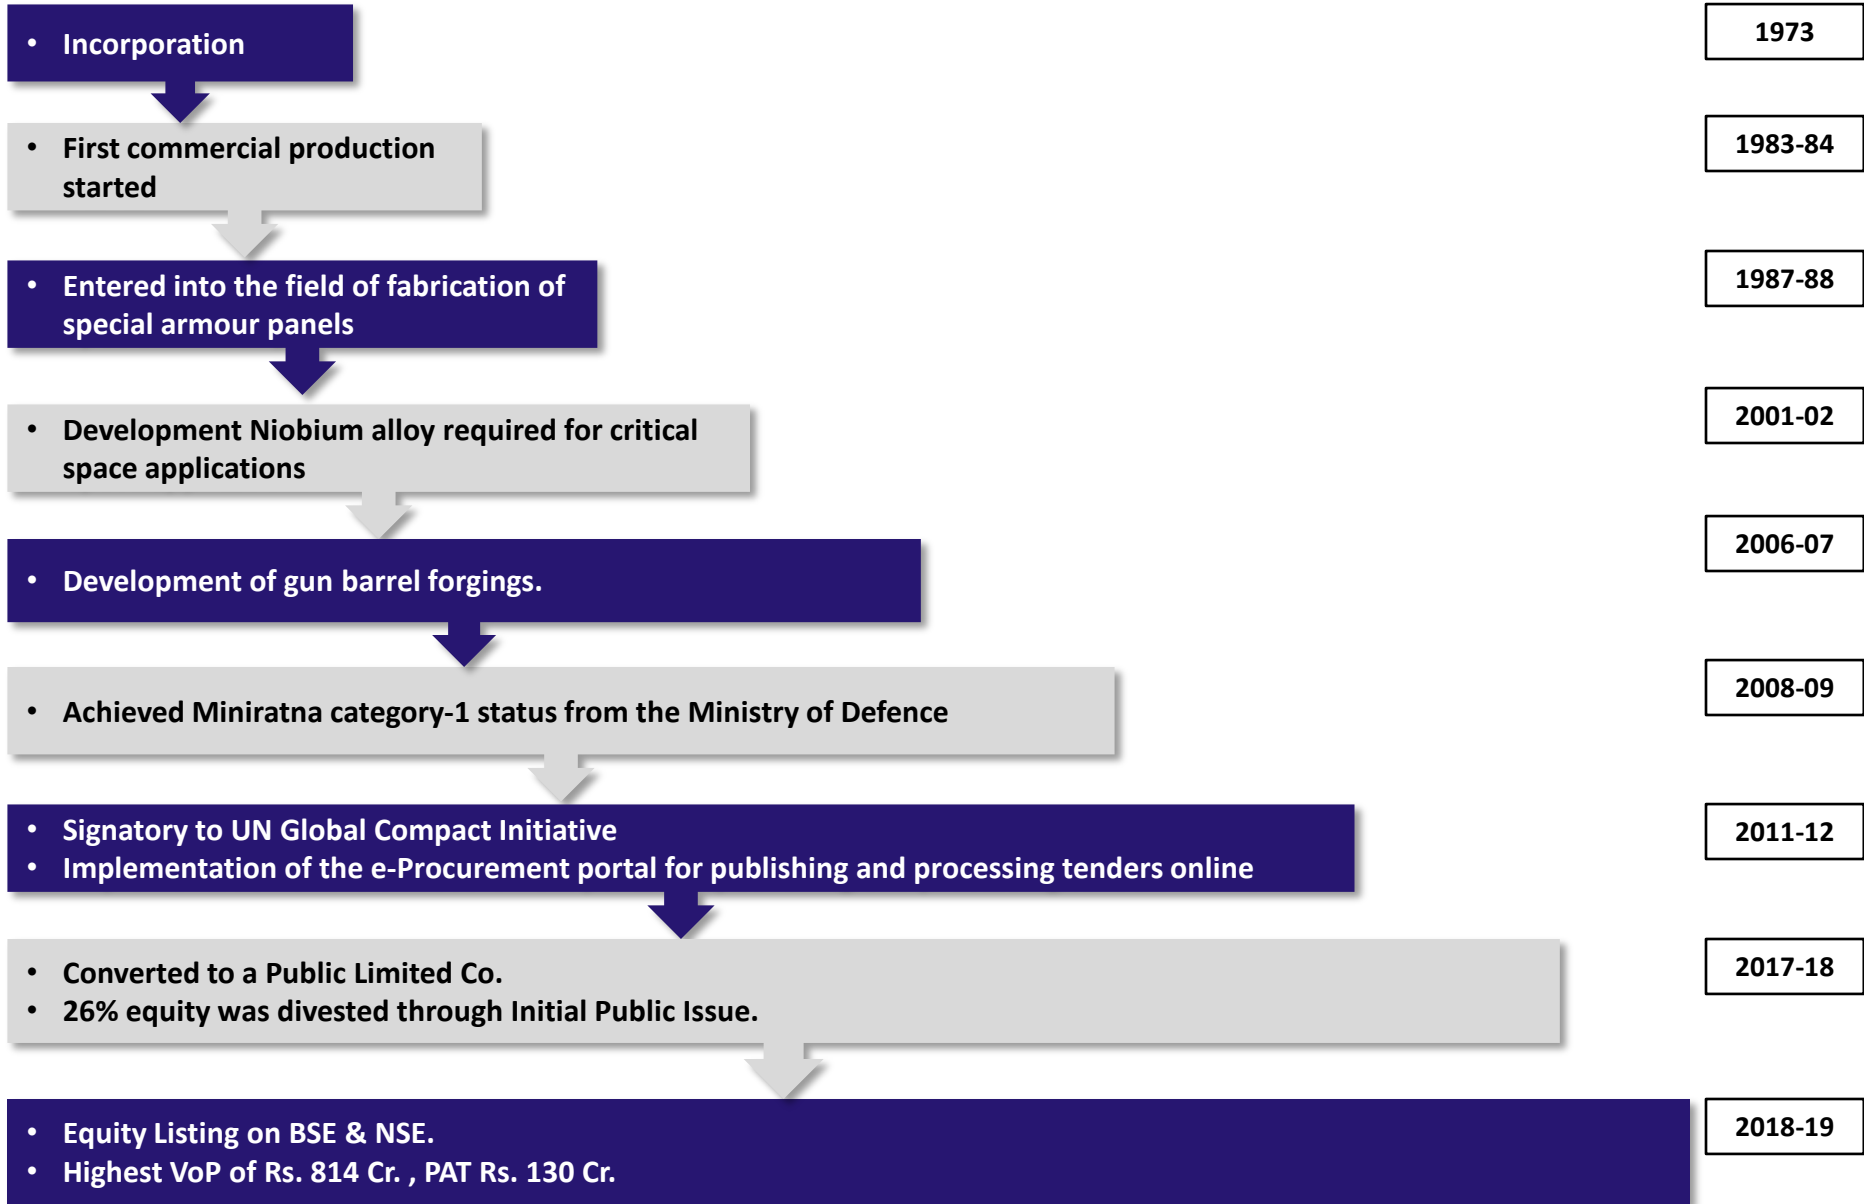 • Incorporation
1973
• First commercial production
started
1983-84
• Entered into the field of fabrication of
special armour panels
1987-88
• Development Niobium alloy required for critical
space applications
2001-02
• Development of gun barrel forgings.
2006-07
• Achieved Miniratna category-1 status from the Ministry of Defence
2008-09
• Signatory to UN Global Compact Initiative
• Implementation of the e-Procurement portal for publishing and processing tenders online
2011-12
• Converted to a Public Limited Co.
• 26% equity was divested through Initial Public Issue.
2017-18
• Equity Listing on BSE & NSE.
• Highest VoP of Rs. 814 Cr. , PAT Rs. 130 Cr.
2018-19